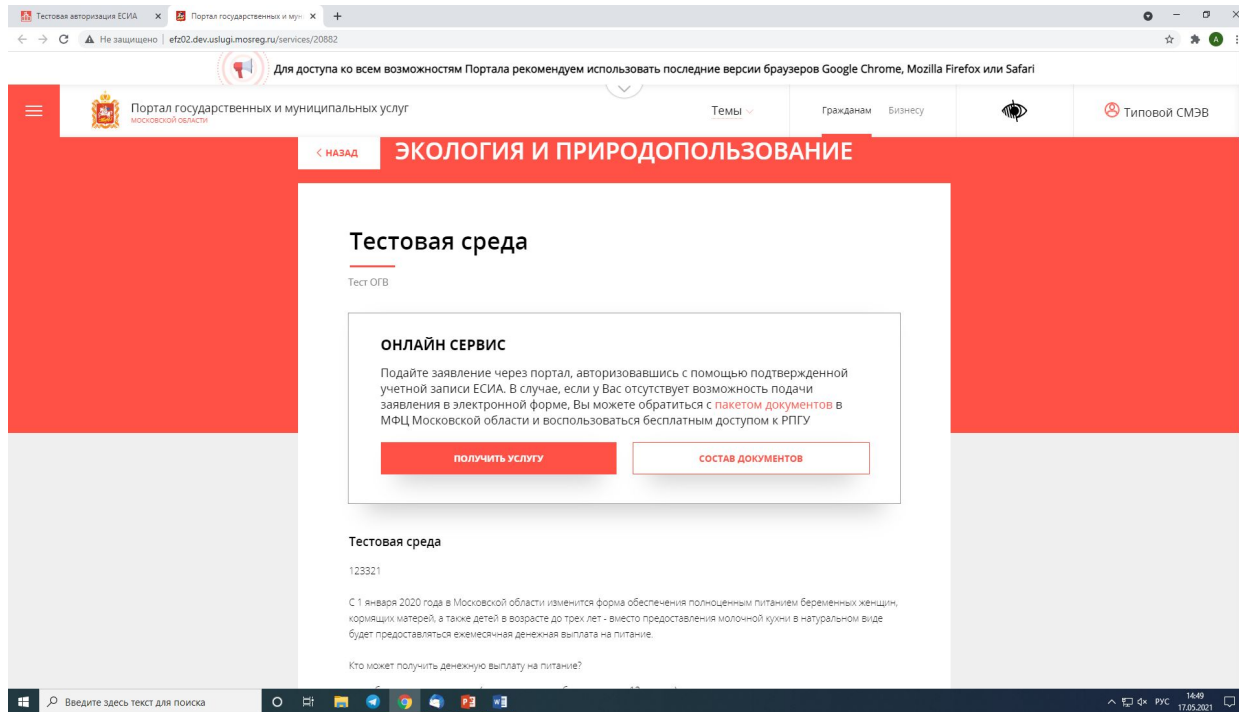 Тестовая авторизация ЕСИА
Портал государственных и мун
Не защищено | efz02.dev.uslugi.mosreg.ru/services/20882
A
Для доступа ко всем возможностям Портала рекомендуем использовать последние версии браузеров Google Chrome, Mozilla Firefox или Safari
Портал государственных и муниципальных услуг
МОСКОВСКОЙ ОБЛАСТИ
Темы
Гражданам
Бизнесу
Типовой СМЭВ
< НАЗАД
ЭКОЛОГИЯ И ПРИРОДОПОЛЬЗОВАНИЕ
Тестовая среда
Тест ОГВ
ОНЛАЙН СЕРВИС
Подайте заявление через портал, авторизовавшись с помощью подтвержденной
учетной записи ЕСИА. В случае, если у Вас отсутствует возможность подачи
заявления в электронной форме, Вы можете обратиться с пакетом документов в
МФЦ Московской области и воспользоваться бесплатным доступом к РПГУ
ПОЛУЧИТЬ УСЛУГУ
СОСТАВ ДОКУМЕНТОВ
Тестовая среда
123321
С 1 января 2020 года в Московской области изменится форма обеспечения полноценным питанием беременных женщин,
кормящих матерей, а также детей в возрасте до трех лет - вместо предоставления молочной кухни в натуральном виде
будет предоставляться ежемесячная денежная выплата на питание.
Кто может получить денежную выплату на питание?
Введите здесь текст для поиска
РУС
14:49
17.05.2021